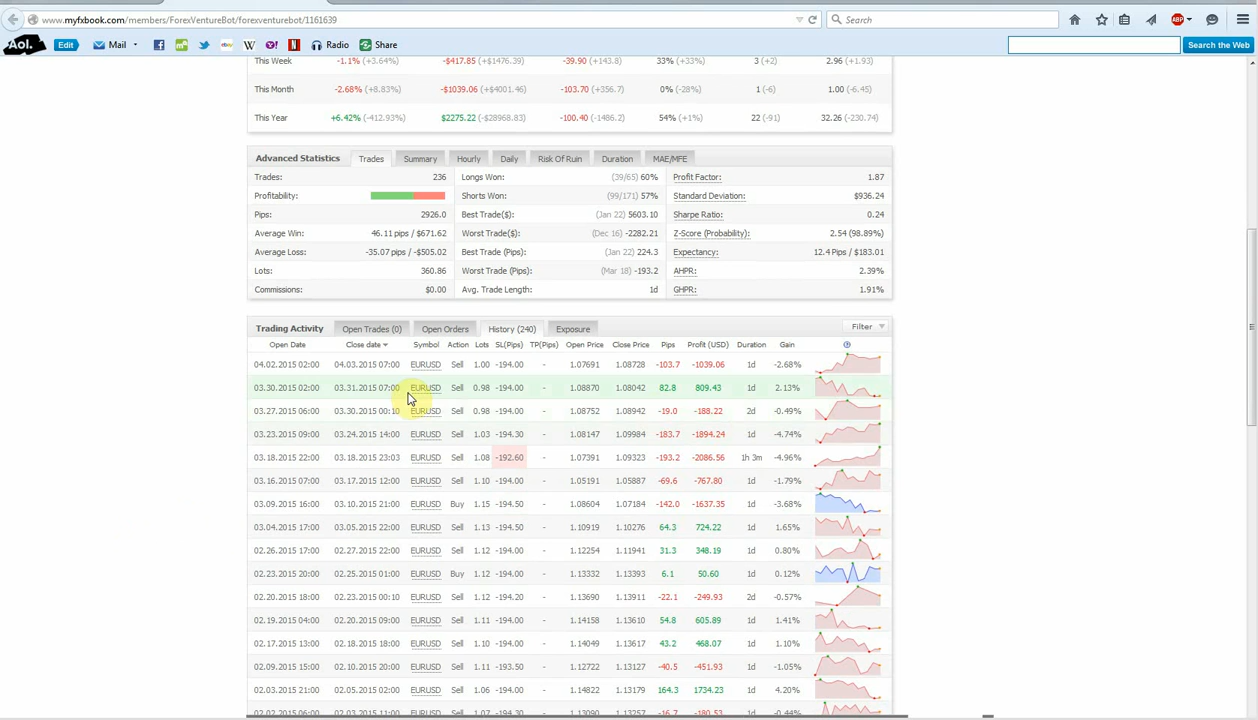 www.myfxbook.com/members/ForexVentureBot/forexventurebot/1161639
Search
ABP
Aol. Edit Mail Radio Share Search the Web
This Week -1.1% (+3.64%) -$417.85 (+$1476.39) -39.90 (+143.8) 33% (+33%) 3 (+2) 2.96 (+1.93)
This Month -2.68% (+8.83%) -$1039.06 (+$4001.46) -103.70 (+356.7) 0% (-28%) 1 (-6) 1.00 (-6.45)
This Year +6.42% (-412.93%) $2275.22 (-$28968.83) -100.40 (-1486.2) 54% (+1%) 22 (-91) 32.26 (-230.74)
Advanced Statistics Trades Summary Hourly Daily Risk Of Ruin Duration MAE/MFE
Trades: 236 Longs Won: (39/65) 60% Profit Factor: 1.87
Profitability: Shorts Won: (99/171) 57% Standard Deviation: $936.24
Pips: 2926.0 Best Trade($): (Jan 22) 5603.10 Sharpe Ratio: 0.24
Average Win: 46.11 pips / $671.62 Worst Trade($): (Dec 16) -2282.21 Z-Score (Probability): 2.54 (98.89%)
Average Loss: -35.07 pips / -$505.02 Best Trade (Pips): (Jan 22) 224.3 Expectancy: 12.4 Pips / $183.01
Lots: 360.86 Worst Trade (Pips): (Mar 18) -193.2 AHPR: 2.39%
Commissions: $0.00 Avg. Trade Length: 1d GHPR: 1.91%
Trading Activity Open Trades (0) Open Orders History (240) Exposure Filter
Open Date Close date Symbol Action Lots SL(Pips) TP(Pips) Open Price Close Price Pips Profit (USD) Duration Gain
04.02.2015 02:00 04.03.2015 07:00 EURUSD Sell 1.00 -194.00 - 1.07691 1.08728 -103.7 -1039.06 1d -2.68%
03.30.2015 02:00 03.31.2015 07:00 EURUSD Sell 0.98 -194.00 - 1.08870 1.08042 82.8 809.43 1d 2.13%
03.27.2015 06:00 03.30.2015 00:10 EURUSD Sell 0.98 -194.00 - 1.08752 1.08942 -19.0 -188.22 2d -0.49%
03.23.2015 09:00 03.24.2015 14:00 EURUSD Sell 1.03 -194.30 - 1.08147 1.09984 -183.7 -1894.24 1d -4.74%
03.18.2015 22:00 03.18.2015 23:03 EURUSD Sell 1.08 -192.60 - 1.07391 1.09323 -193.2 -2086.56 1h 3m -4.96%
03.16.2015 07:00 03.17.2015 12:00 EURUSD Sell 1.10 -194.00 - 1.05191 1.05887 -69.6 -767.80 1d -1.79%
03.09.2015 16:00 03.10.2015 21:00 EURUSD Buy 1.15 -194.50 - 1.08604 1.07184 -142.0 -1637.35 1d -3.68%
03.04.2015 17:00 03.05.2015 22:00 EURUSD Sell 1.13 -194.50 - 1.10919 1.10276 64.3 724.22 1d 1.65%
02.26.2015 17:00 02.27.2015 22:00 EURUSD Sell 1.12 -194.00 - 1.12254 1.11941 31.3 348.19 1d 0.80%
02.23.2015 20:00 02.25.2015 01:00 EURUSD Buy 1.12 -194.00 - 1.13332 1.13393 6.1 50.60 1d 0.12%
02.20.2015 18:00 02.23.2015 00:10 EURUSD Sell 1.12 -194.20 - 1.13690 1.13911 -22.1 -249.93 2d -0.57%
02.19.2015 04:00 02.20.2015 09:00 EURUSD Sell 1.11 -194.00 - 1.14158 1.13610 54.8 605.89 1d 1.41%
02.17.2015 13:00 02.18.2015 18:00 EURUSD Sell 1.10 -194.00 - 1.14049 1.13617 43.2 468.07 1d 1.10%
02.09.2015 15:00 02.10.2015 20:00 EURUSD Sell 1.11 -193.50 - 1.12722 1.13127 -40.5 -451.93 1d -1.05%
02.03.2015 21:00 02.05.2015 02:00 EURUSD Sell 1.06 -194.00 - 1.14822 1.13179 164.3 1734.23 1d 4.20%
02.02.2015 06:00 02.03.2015 11:00 EURUSD Sell 1.07 -194.30 - 1.13090 1.13257 -16.7 -180.53 1d -0.44%